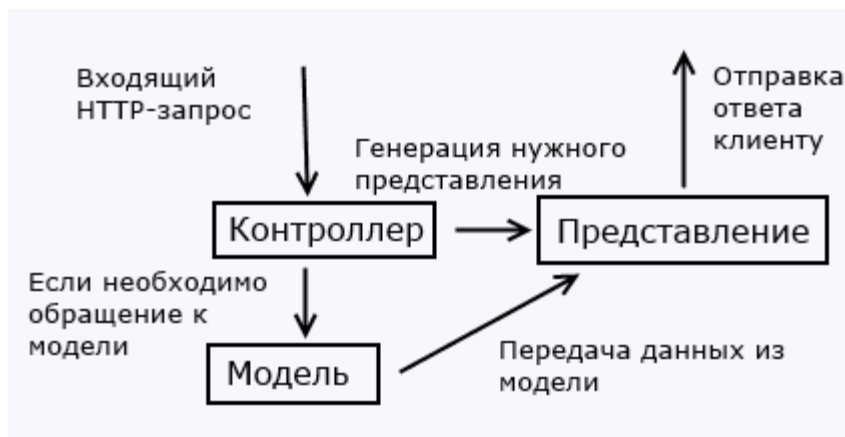 Входящий
HTTP-запрос
Отправка
ответа
клиенту
Генерация нужного
представления
Контроллер
Представление
Если необходимо
обращение к
модели
Модель
Передача данных из
модели